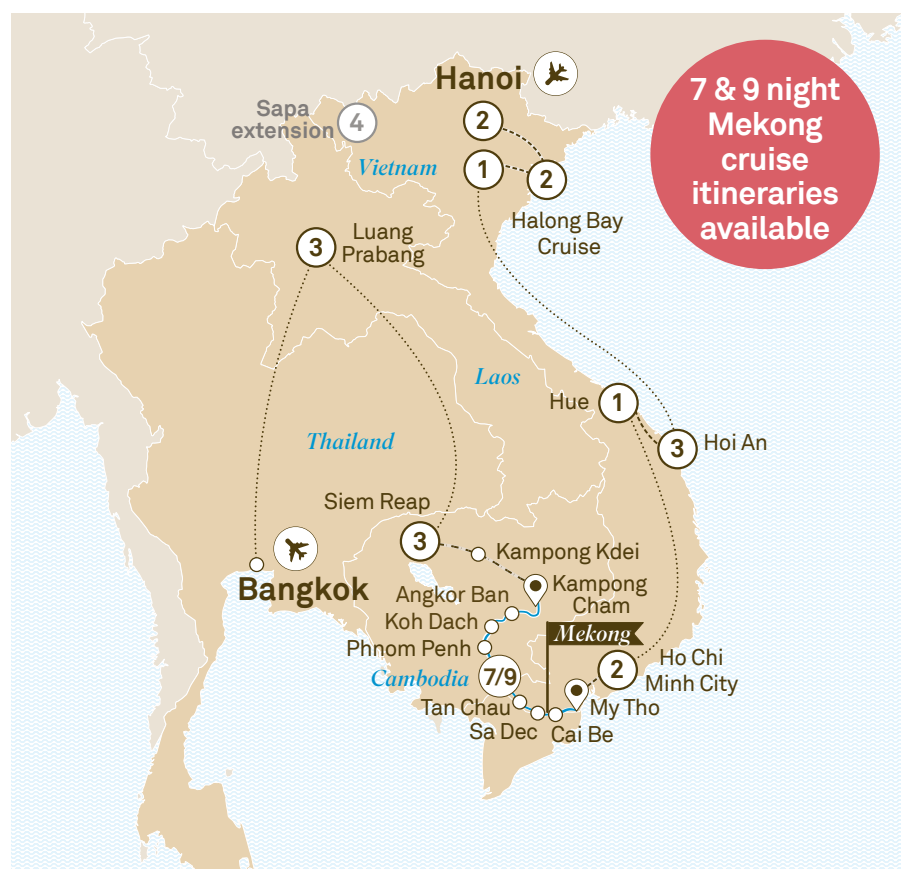 Hanoi
7 & 9 night
Mekong
cruise
itineraries
available
Sapa
extension
4
2
Vietnam
1
2
Halong Bay
Cruise
Luang
Prabang
3
Laos
Hue
1
3
Hoi An
Thailand
Siem Reap
3
Kampong Kdei
Bangkok
Kampong
Cham
Angkor Ban
Koh Dach
Mekong
Phnom Penh
Ho Chi
Minh City
2
Cambodia
7/9
Tan Chau
My Tho
Sa Dec
Cai Be